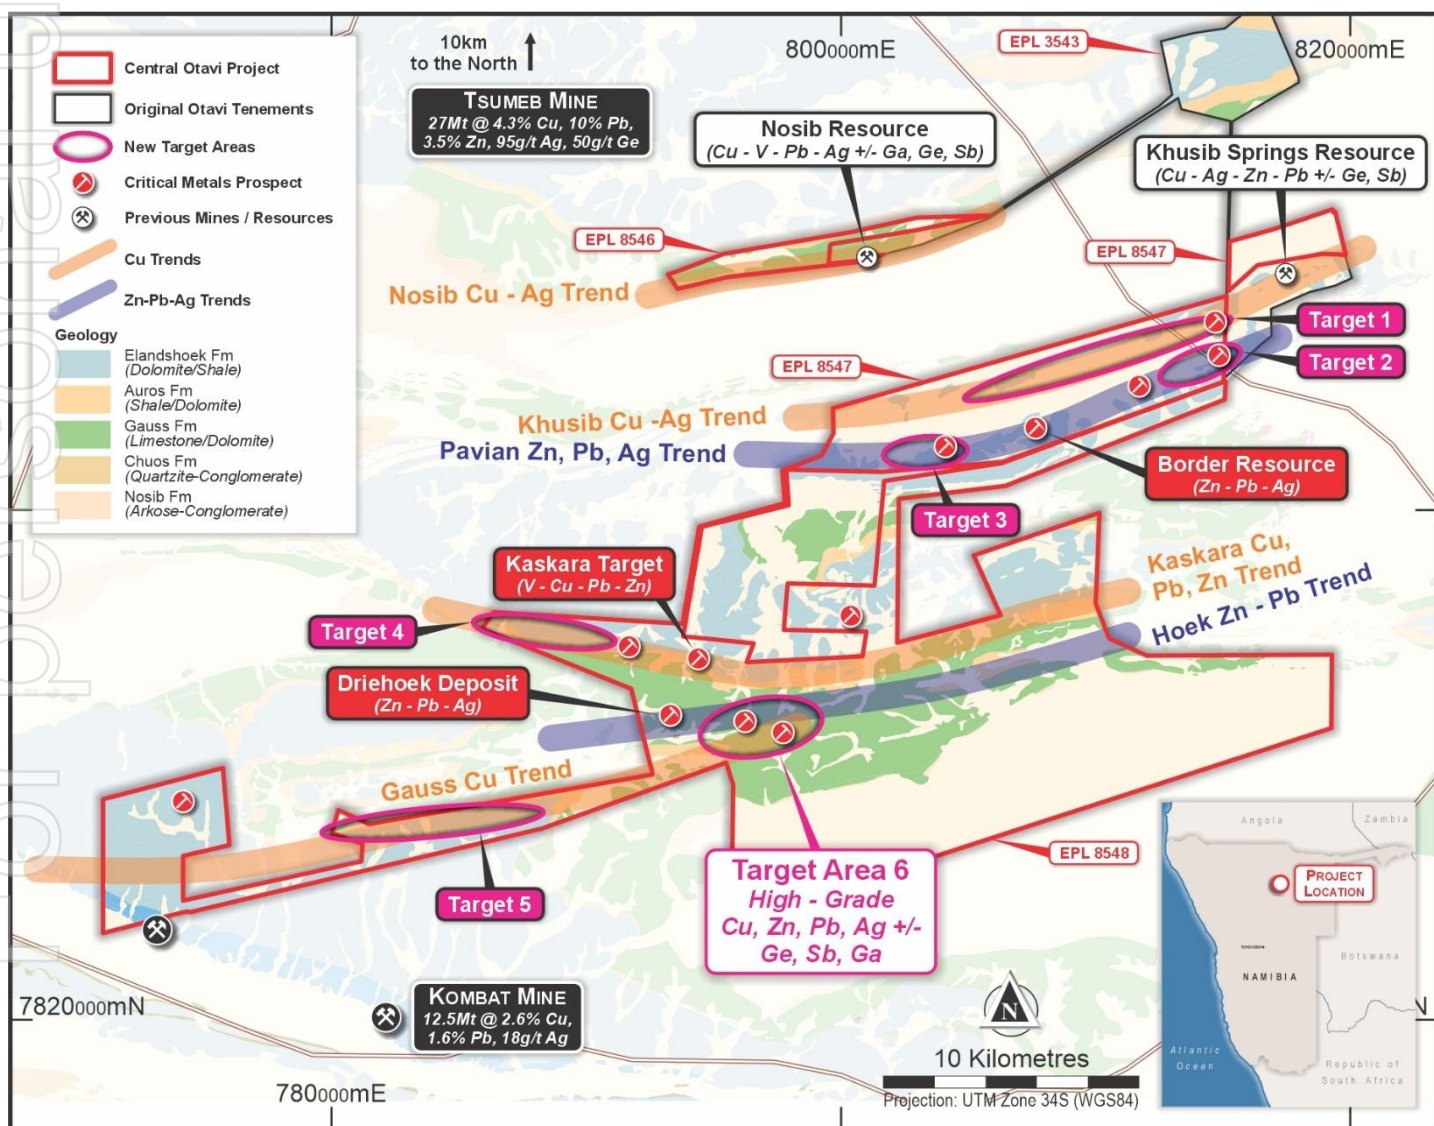 For personal use only
Central Otavi Project
Original Otavi Tenements
New Target Areas
Critical Metals Prospect
Previous Mines / Resources
Cu Trends
Zn-Pb-Ag Trends
Geology
Elandshoek Fm
(Dolomite/Shale)
Auros Fm
(Shale/Dolomite)
Gauss Fm
(Limestone/Dolomite)
Chuos Fm
(Quartzite-Conglomerate)
Nosib Fm
(Arkose-Conglomerate)
10km
to the North
TSUMEB MINE
27Mt @ 4.3% Cu, 10% Pb,
3.5% Zn, 95g/t Ag, 50g/t Ge
800000mE
820000mE
EPL 3543
Nosib Resource
(Cu - V - Pb - Ag +/- Ga, Ge, Sb)
Khusib Springs Resource
(Cu - Ag - Zn - Pb +/- Ge, Sb)
EPL 8546
EPL 8547
Nosib Cu - Ag Trend
Target 1
Target 2
EPL 8547
Khusib Cu -Ag Trend
Pavian Zn, Pb, Ag Trend
Border Resource
(Zn - Pb - Ag)
Target 3
Kaskara Target
(V - Cu - Pb - Zn)
Kaskara Cu,
Pb, Zn Trend
Hoek Zn - Pb Trend
Target 4
Driehoek Deposit
(Zn - Pb - Ag)
Gauss Cu Trend
Target 5
Target Area 6
High - Grade
Cu, Zn, Pb, Ag +/-
Ge, Sb, Ga
EPL 8548
7820000mN
N
KOMBAT MINE
12.5Mt @ 2.6% Cu,
1.6% Pb, 18g/t Ag
780000mE
N
10 Kilometres
Projection: UTM Zone 34S (WGS84)
Angola
Zambia
PROJECT
LOCATION
WINDHOEK
NAMIBIA
Botswana
Atlantic
Ocean
Republic of
South Africa